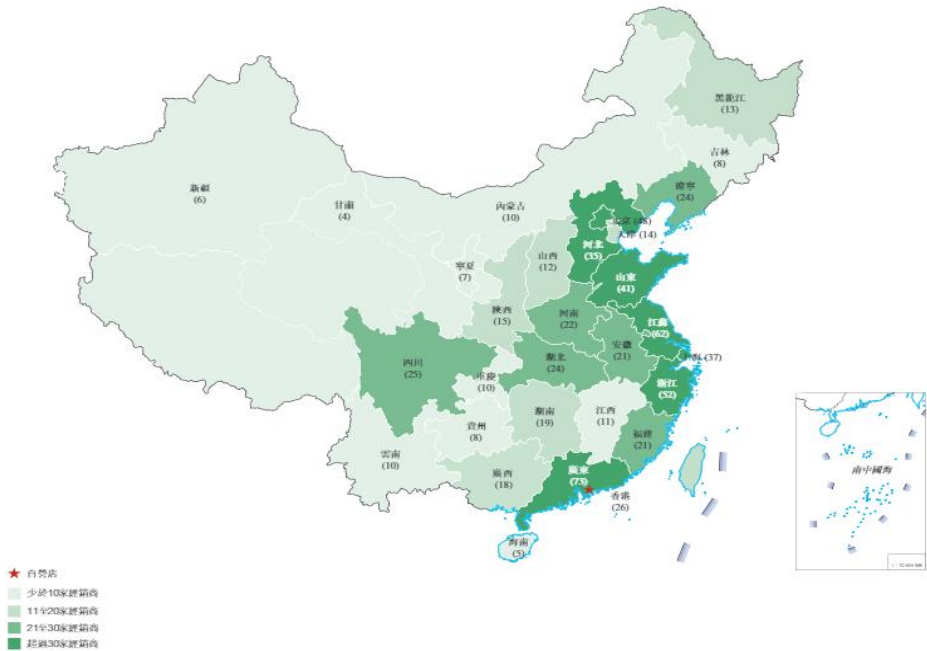 黑龍江
(13)
吉林
(8)
遼寧
(24)
新疆
(6)
甘肅
(4)
內蒙古
(10)
北京 (48)
天津 (14)
河北
(35)
山西
(12)
寧夏
(7)
山東
(41)
陝西
(15)
河南
(22)
江蘇
(62)
安徽
(21)
上海 (37)
四川
(25)
湖北
(24)
重慶
(10)
浙江
(52)
湖南
(19)
江西
(11)
貴州
(8)
福建
(21)
雲南
(10)
廣西
(18)
廣東
(73)
香港
(26)
海南
(5)
南中國海
自營店
少於10家經銷商
11至20家經銷商
21至30家經銷商
超過30家經銷商